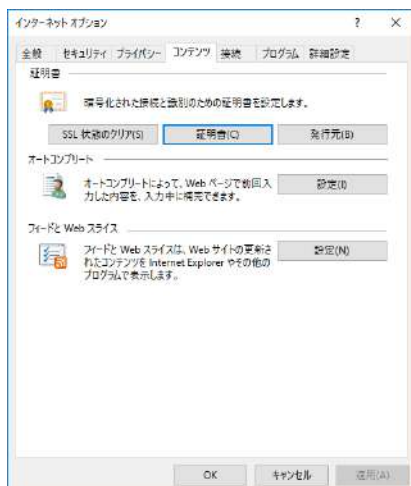 インターネット オプション ? ×
全般 セキュリティ プライバシー コンテンツ 接続 プログラム 詳細設定
証明書
暗号化された接続と識別のための証明書を設定します。
SSL 状態のクリア(S) 証明書(C) 発行元(B)
オートコンプリート
オートコンプリートによって、Web ページで前回入
力した内容を、入力中に補完できます。
設定(I)
フィードと Web スライス
フィードと Web スライスは、Web サイトの更新さ
れたコンテンツを Internet Explorer やその他の
プログラムで表示します。
設定(N)
OK キャンセル 適用(A)